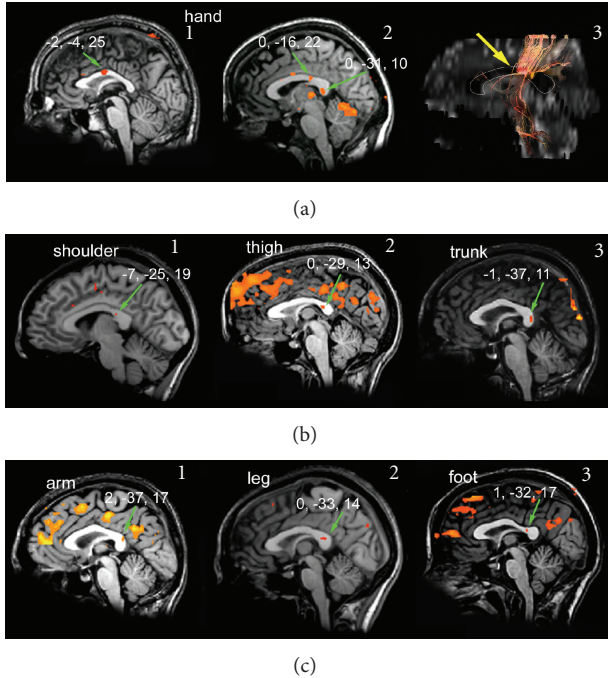 hand
1
-2, -4, 25
2
0, -16, 22
0, -31, 10
3
(a)
shoulder
1
-7, -25, 19
thigh
2
0, -29, 13
trunk
3
-1, -37, 11
(b)
arm
1
2, -37, 17
leg
2
0, -33, 14
foot
3
1, -32, 17
(c)